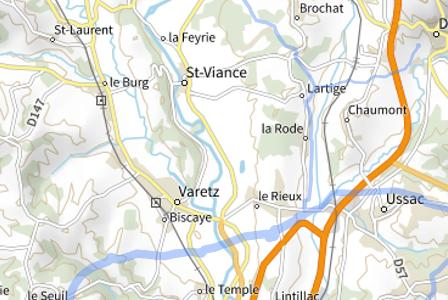 Brochat
St-Laurent
la Feyrie
St-Viance
le Burg
Lartige
D147
Chaumont
la Rode
Varetz
le Rieux
Ussac
Biscaye
D57
le Seuil
le Temple
Lintillac